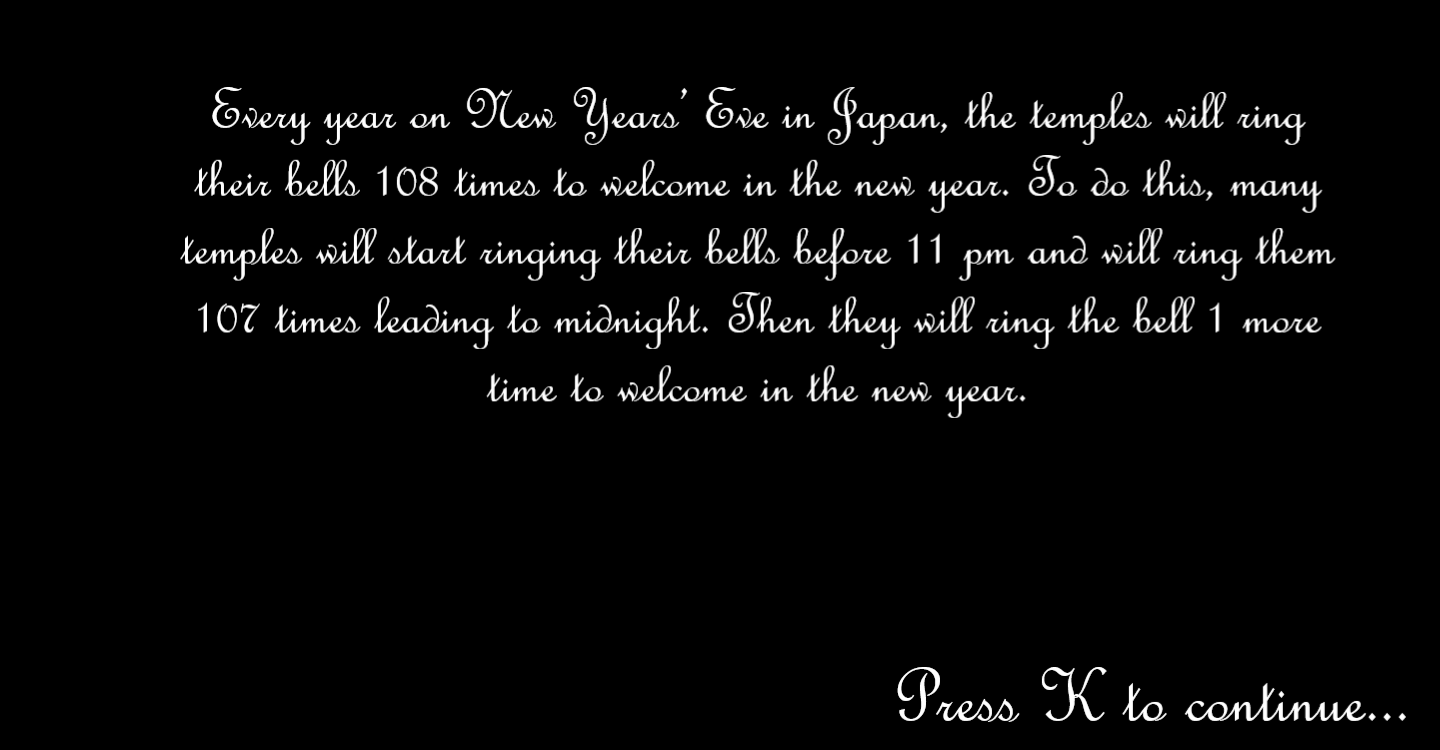 Every year on New Years' Eve in Japan, the temples will ring
their bells 108 times to welcome in the new year. To do this, many
temples will start ringing their bells before 11 pm and will ring them
107 times leading to midnight. Then they will ring the bell 1 more
time to welcome in the new year.
Press K to continue...